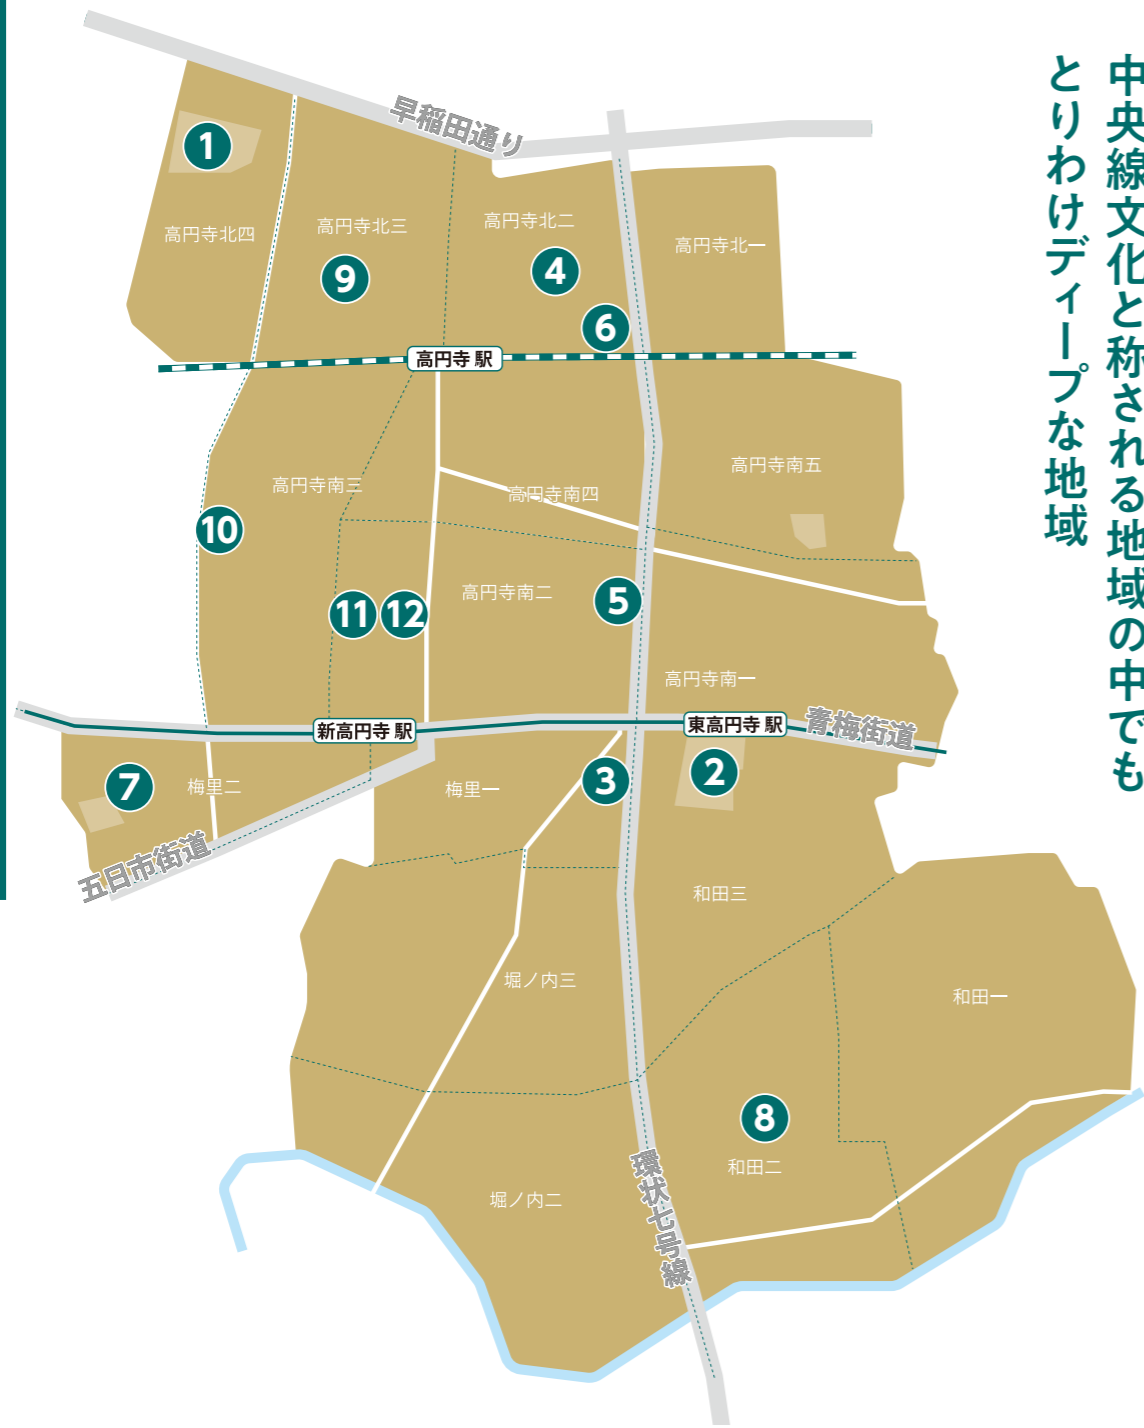 中央線文化と称される地域の中でも
とりわけディープな地域
早稲田通り
1
高円寺北四
高円寺北三
高円寺北二
高円寺北一
9
4
6
高円寺 駅
高円寺南三
高円寺南四
高円寺南五
10
高円寺南二
11
12
5
高円寺南一
新高円寺 駅
東高円寺 駅
青梅街道
7
梅里二
梅里一
3
2
五日市街道
和田三
堀ノ内三
和田一
8
和田二
堀ノ内二
環状七号線